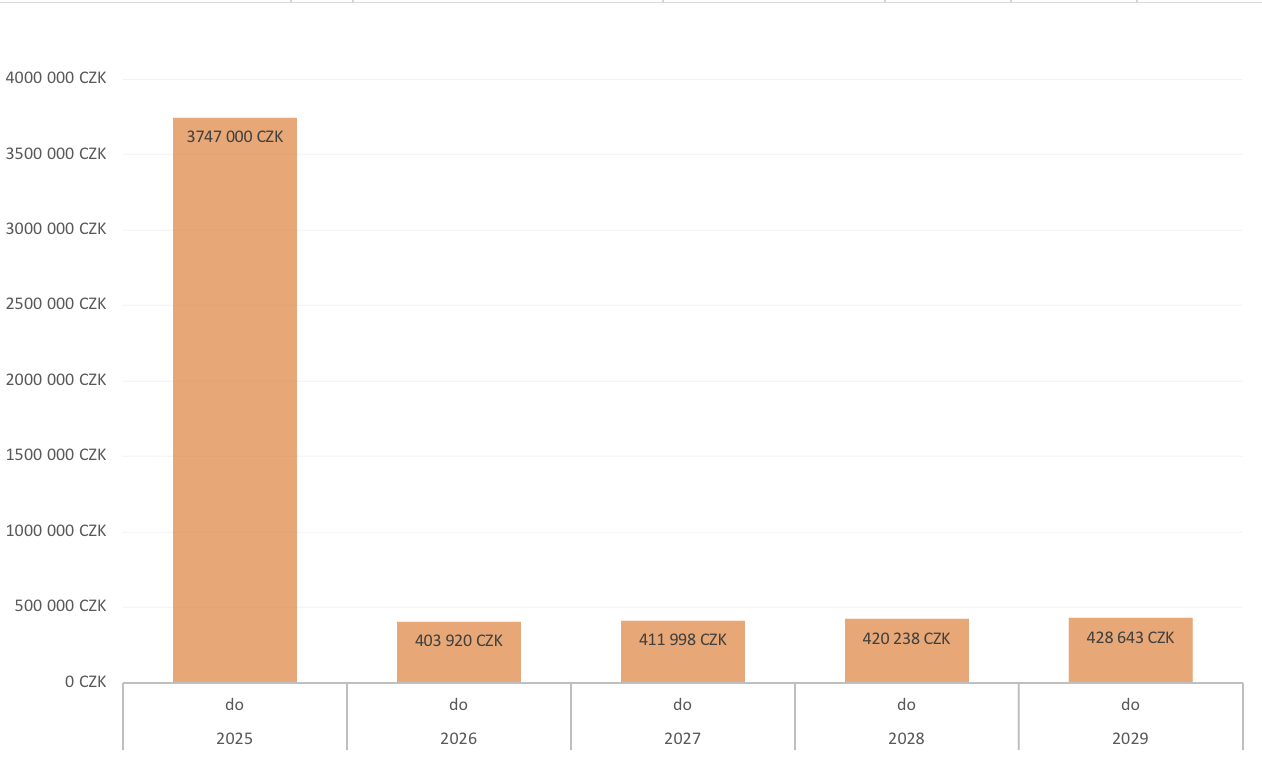 4000 000 CZK
3747 000 CZK
3500 000 CZK
3000 000 CZK
2500 000 CZK
2000 000 CZK
1500 000 CZK
1000 000 CZK
500 000 CZK
403 920 CZK 411 998 CZK 420 238 CZK 428 643 CZK
0 CZK
do do do do do
2025 2026 2027 2028 2029